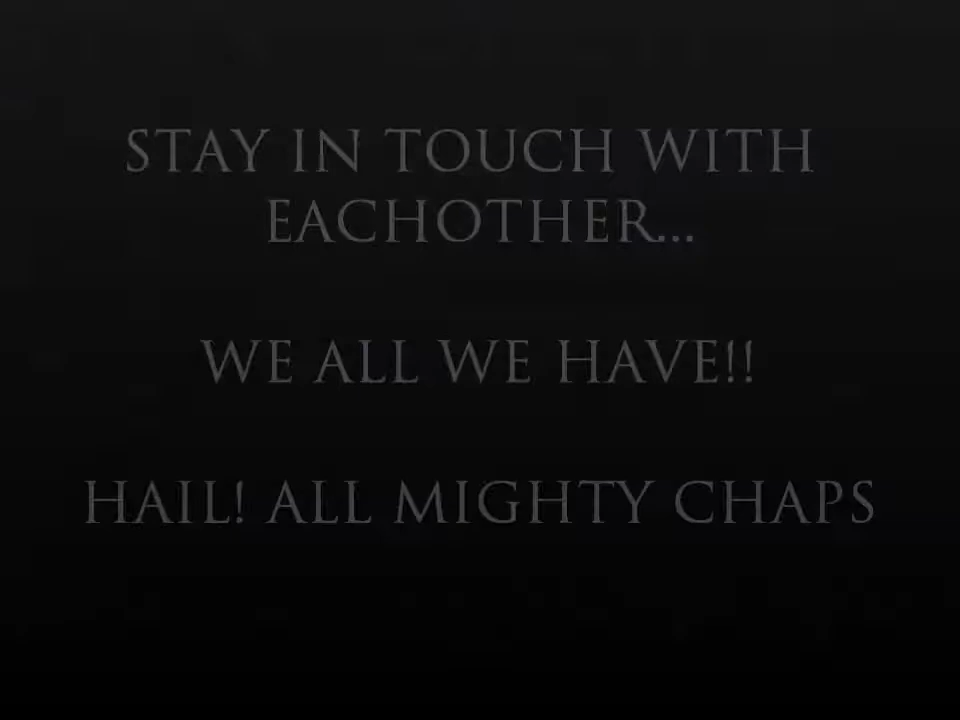 STAY IN TOUCH WITH
EACHOTHER...
WE ALL WE HAVE!!
HAIL! ALL MIGHTY CHAPS